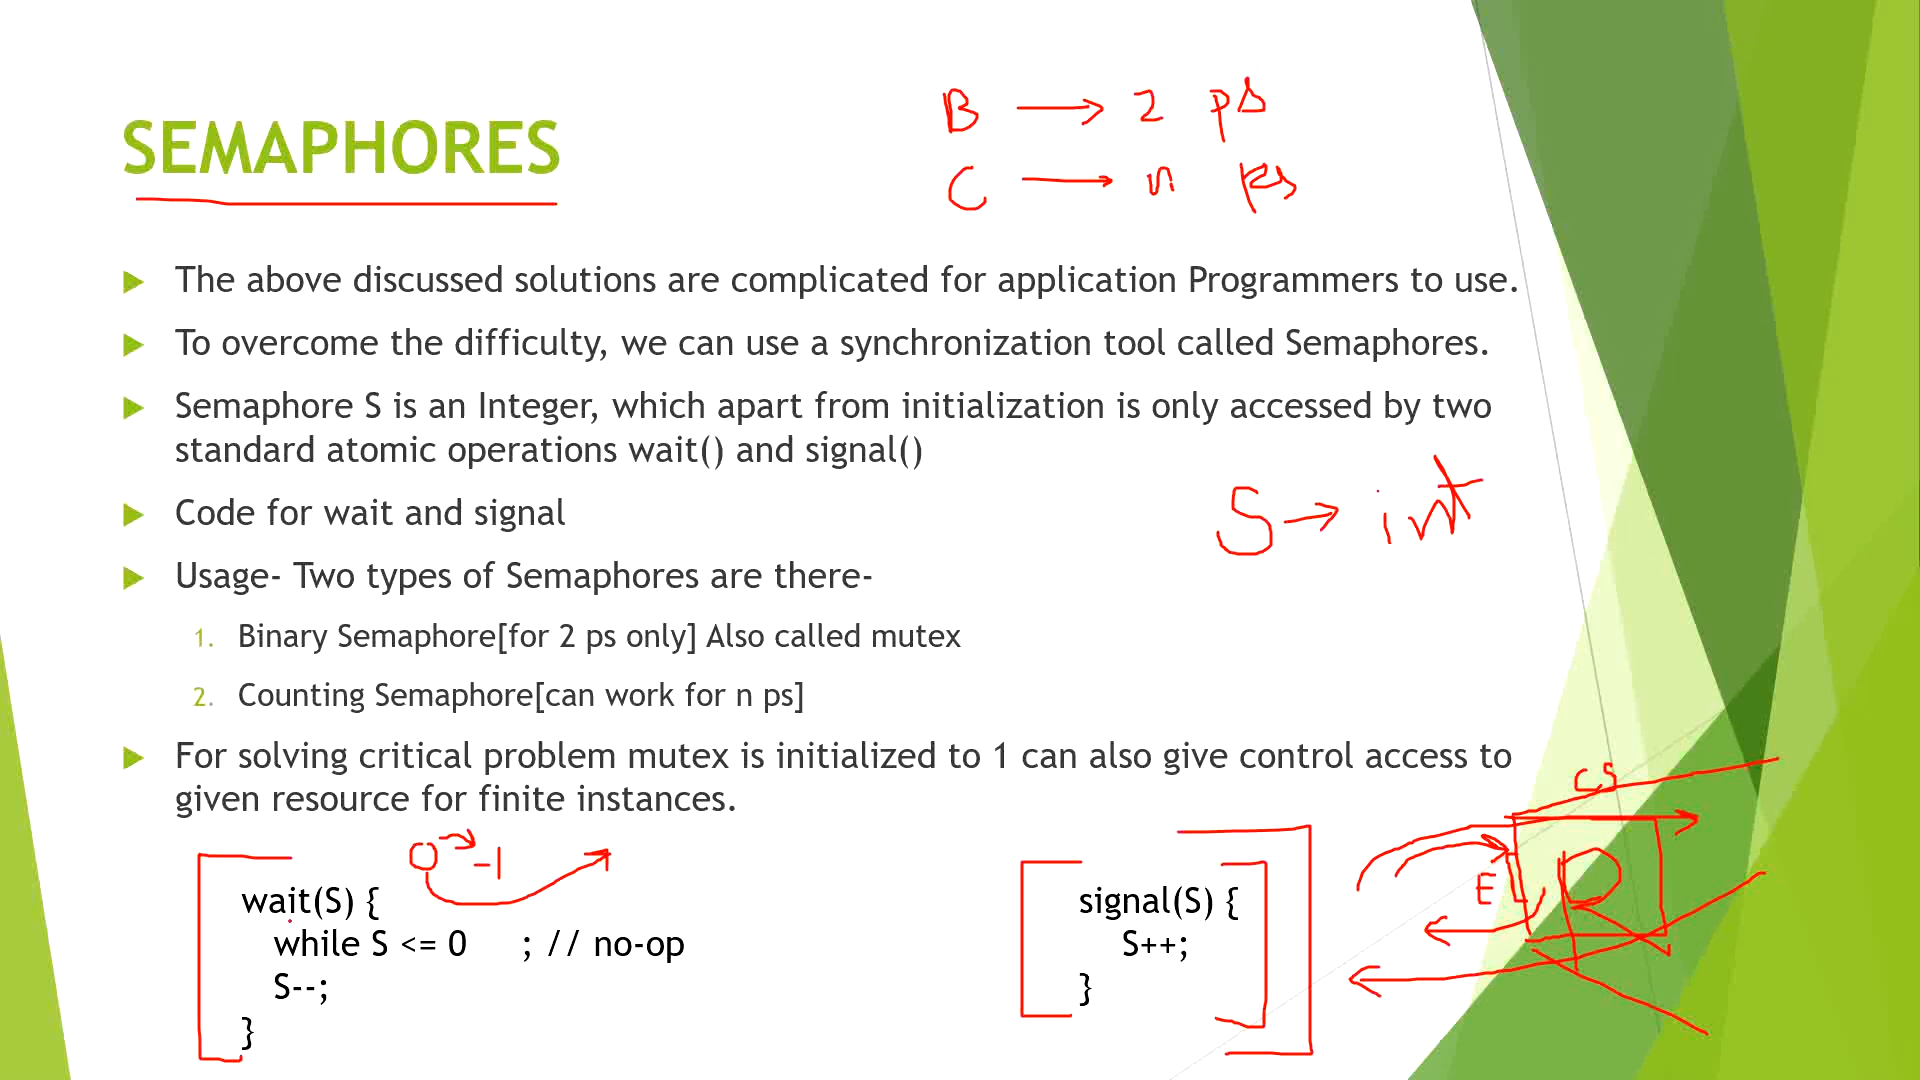 B → 2 ps
C → n ps
SEMAPHORES
The above discussed solutions are complicated for application Programmers to use.
To overcome the difficulty, we can use a synchronization tool called Semaphores.
Semaphore S is an Integer, which apart from initialization is only accessed by two
standard atomic operations wait() and signal()
S → int
Code for wait and signal
Usage- Two types of Semaphores are there-
1. Binary Semaphore[for 2 ps only] Also called mutex
2. Counting Semaphore[can work for n ps]
For solving critical problem mutex is initialized to 1 can also give control access to
given resource for finite instances.
CS
0 → -1
E
wait(S) {
while S <= 0 ; // no-op
S--;
}
signal(S) {
S++;
}